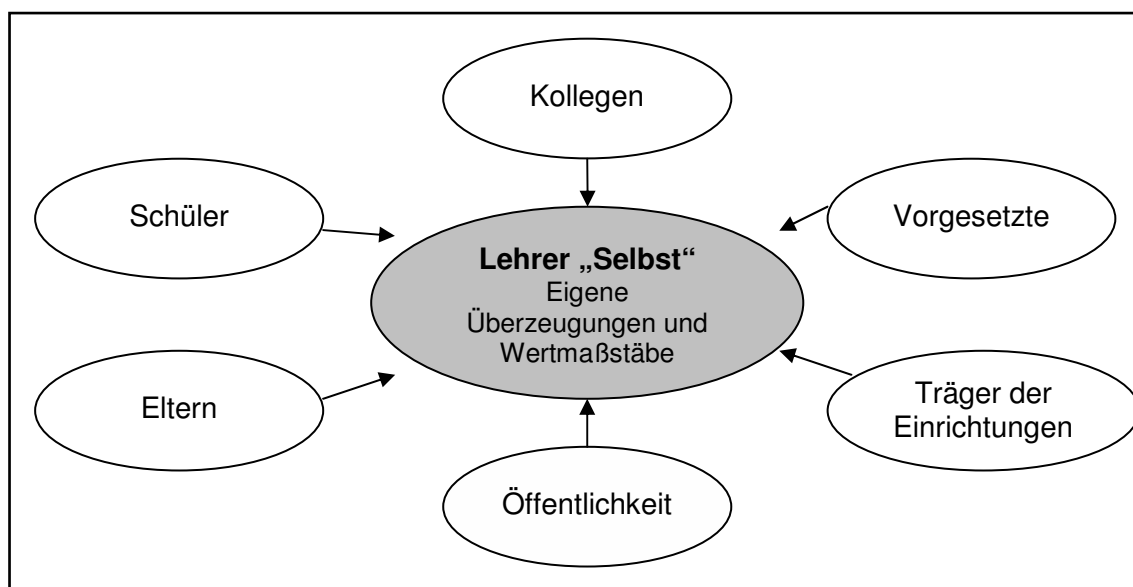 Kollegen
Schüler
Vorgesetzte
Lehrer „Selbst“
Eigene
Überzeugungen und
Wertmaßstäbe
Eltern
Träger der
Einrichtungen
Öffentlichkeit